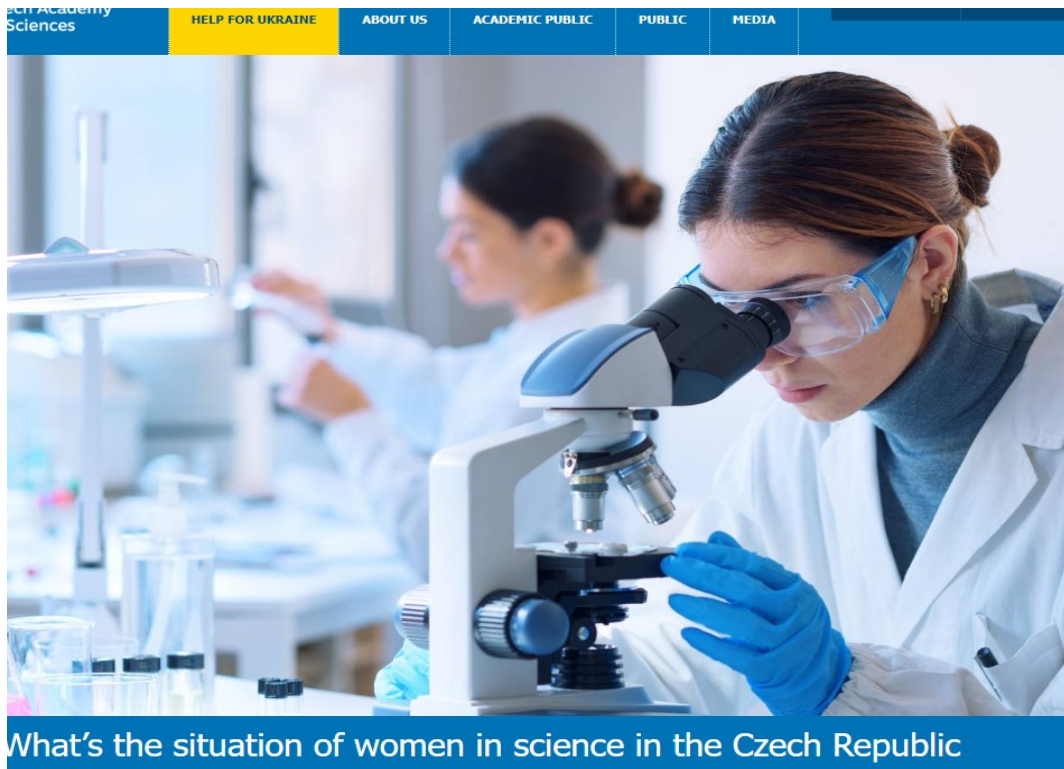 Academy
Sciences
HELP FOR UKRAINE
ABOUT US
ACADEMIC PUBLIC
PUBLIC
MEDIA
What's the situation of women in science in the Czech Republic